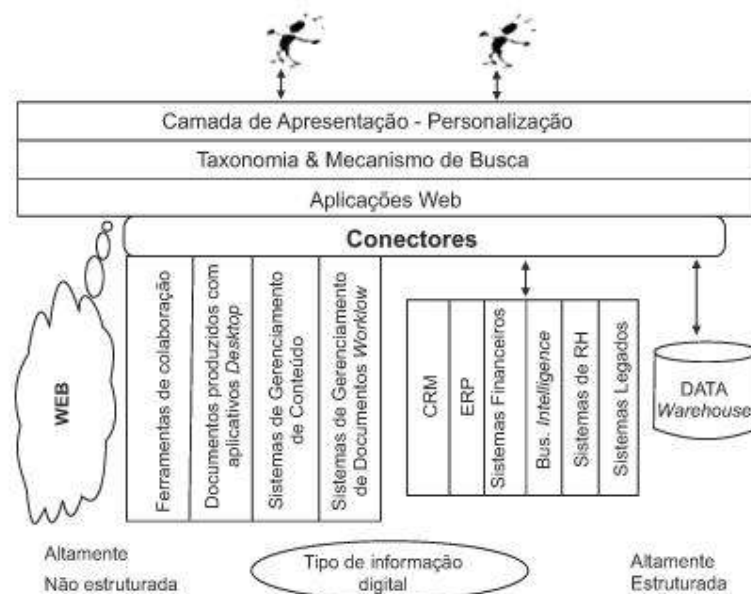 Camada de Apresentação - Personalização
Taxonomia & Mecanismo de Busca
Aplicações Web
Conectores
WEB
Ferramentas de colaboração
Documentos produzidos com
aplicativos Desktop
Sistemas de Gerenciamento
de Conteúdo
Sistemas de Gerenciamento
de Documentos Worklow
CRM
ERP
Sistemas Financeiros
Bus. Intelligence
Sistemas de RH
Sistemas Legados
DATA
Warehouse
Altamente
Não estruturada
Tipo de informação
digital
Altamente
Estruturada